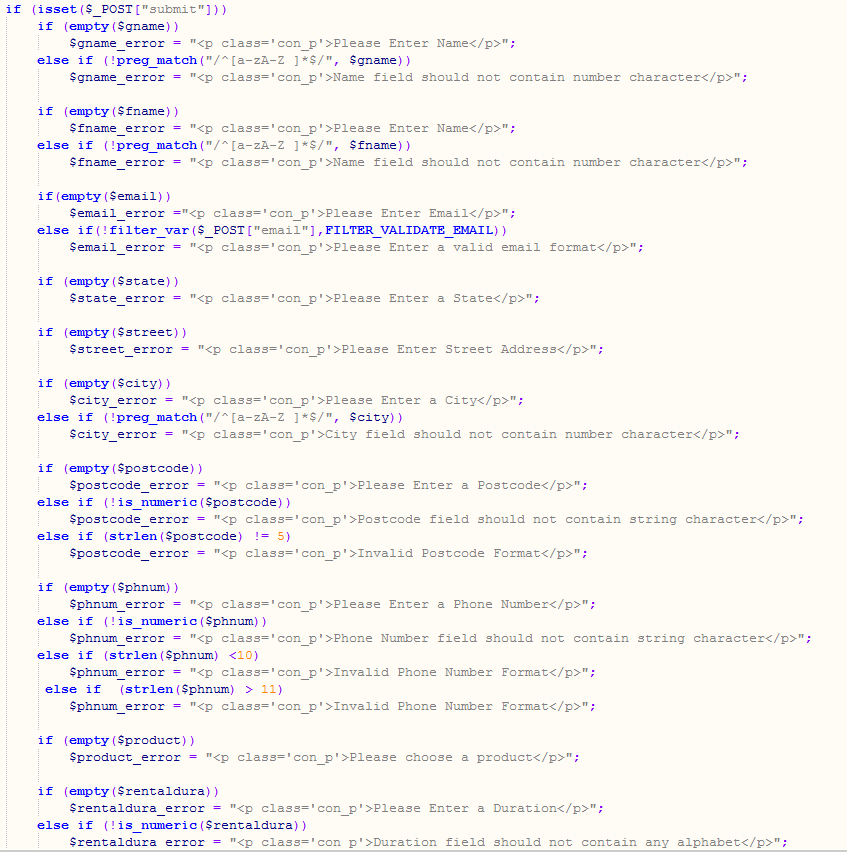 if (isset($_POST["submit"]))
if (empty($gname))
$gname_error = "<p class='con_p'>Please Enter Name</p>";
else if (!preg_match("/^[a-zA-Z ]*$/", $gname))
$gname_error = "<p class='con_p'>Name field should not contain number character</p>";
if (empty($fname))
$fname_error = "<p class='con_p'>Please Enter Name</p>";
else if (!preg_match("/^[a-zA-Z ]*$/", $fname))
$fname_error = "<p class='con_p'>Name field should not contain number character</p>";
if(empty($email))
$email_error ="<p class='con_p'>Please Enter Email</p>";
else if(!filter_var($_POST["email"],FILTER_VALIDATE_EMAIL))
$email_error = "<p class='con_p'>Please Enter a valid email format</p>";
if (empty($state))
$state_error = "<p class='con_p'>Please Enter a State</p>";
if (empty($street))
$street_error = "<p class='con_p'>Please Enter Street Address</p>";
if (empty($city))
$city_error = "<p class='con_p'>Please Enter a City</p>";
else if (!preg_match("/^[a-zA-Z ]*$/", $city))
$city_error = "<p class='con_p'>City field should not contain number character</p>";
if (empty($postcode))
$postcode_error = "<p class='con_p'>Please Enter a Postcode</p>";
else if (!is_numeric($postcode))
$postcode_error = "<p class='con_p'>Postcode field should not contain string character</p>";
else if (strlen($postcode) != 5)
$postcode_error = "<p class='con_p'>Invalid Postcode Format</p>";
if (empty($phnum))
$phnum_error = "<p class='con_p'>Please Enter a Phone Number</p>";
else if (!is_numeric($phnum))
$phnum_error = "<p class='con_p'>Phone Number field should not contain string character</p>";
else if (strlen($phnum) <10)
$phnum_error = "<p class='con_p'>Invalid Phone Number Format</p>";
else if  (strlen($phnum) > 11)
$phnum_error = "<p class='con_p'>Invalid Phone Number Format</p>";
if (empty($product))
$product_error = "<p class='con_p'>Please choose a product</p>";
if (empty($rentaldura))
$rentaldura_error = "<p class='con_p'>Please Enter a Duration</p>";
else if (!is_numeric($rentaldura))
$rentaldura_error = "<p class='con_p'>Duration field should not contain any alphabet</p>";